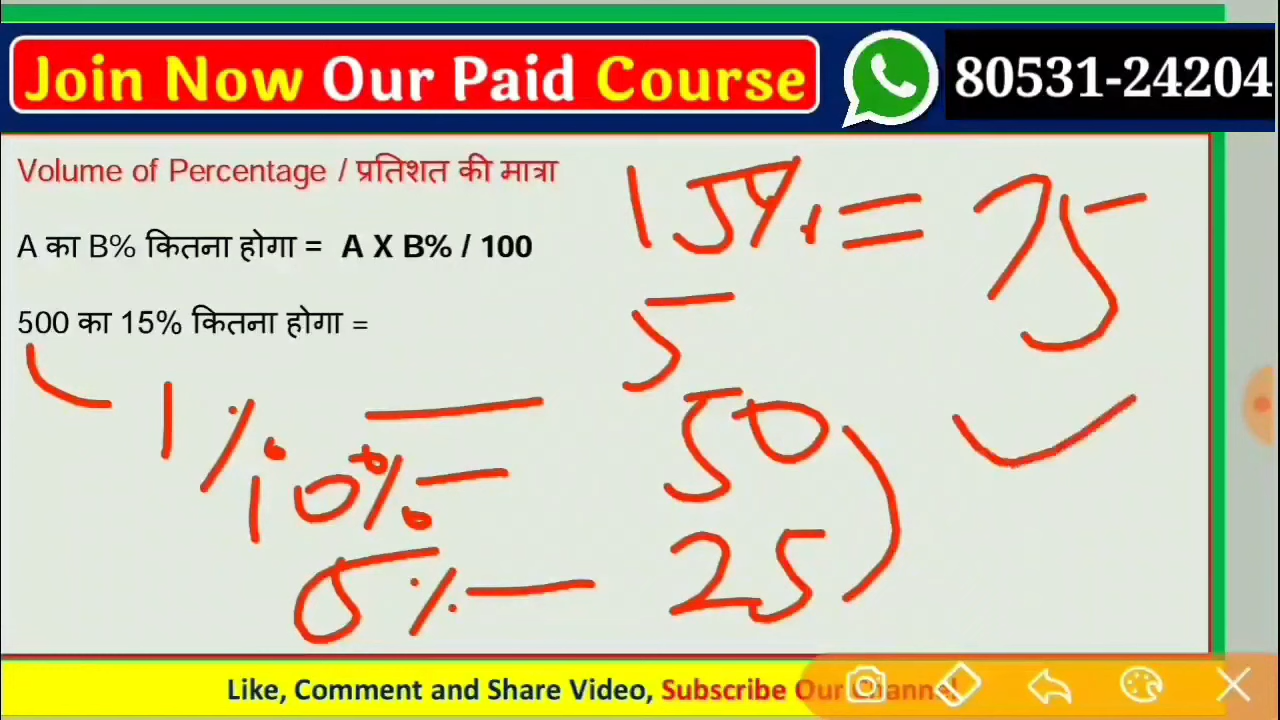 Join Now Our Paid Course 80531-24204
Volume of Percentage / प्रतिशत की मात्रा
A का B% कितना होगा = A X B% / 100
500 का 15% कितना होगा =
15% = 75
1% — 5
10% — 50
5% — 25
Like, Comment and Share Video, Subscribe Our Channel